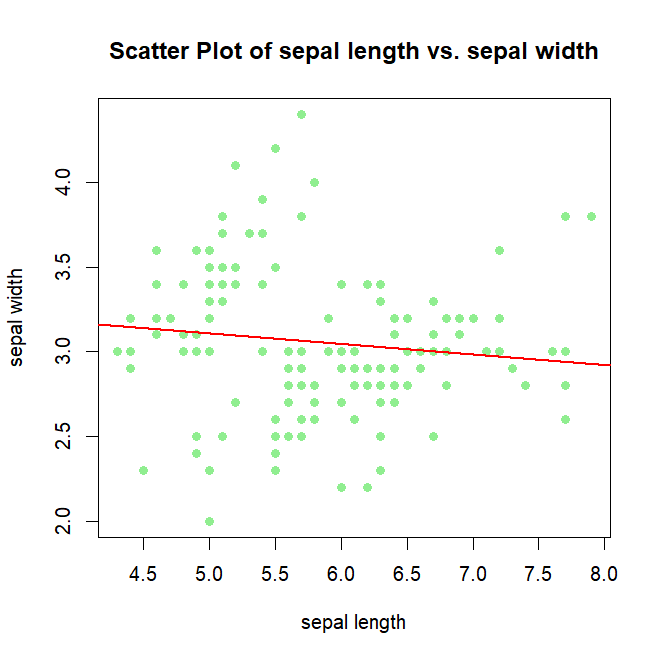 Scatter Plot of sepal length vs. sepal width
4.0
3.5
3.0
2.5
2.0
sepal width
4.5 5.0 5.5 6.0 6.5 7.0 7.5 8.0
sepal length